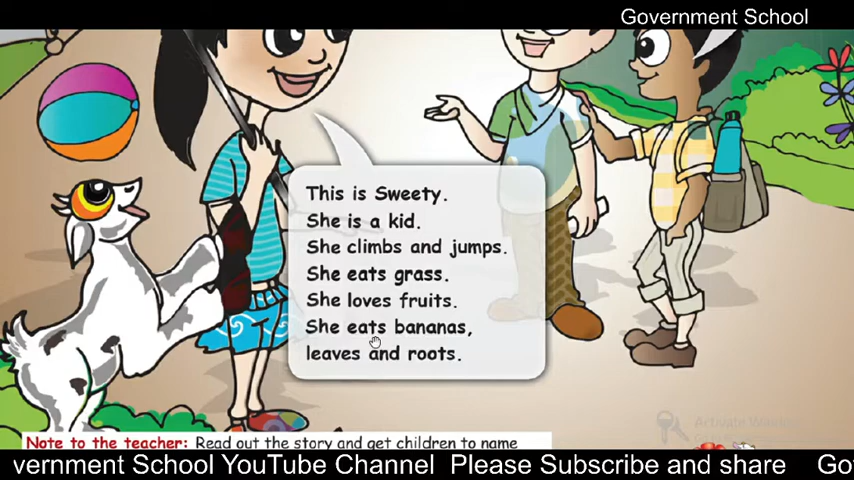 Government School
This is Sweety.
She is a kid.
She climbs and jumps.
She eats grass.
She loves fruits.
She eats bananas,
leaves and roots.
Activate
Note to the teacher: Read out the story and get children to name
vernment School YouTube Channel Please Subscribe and share Go